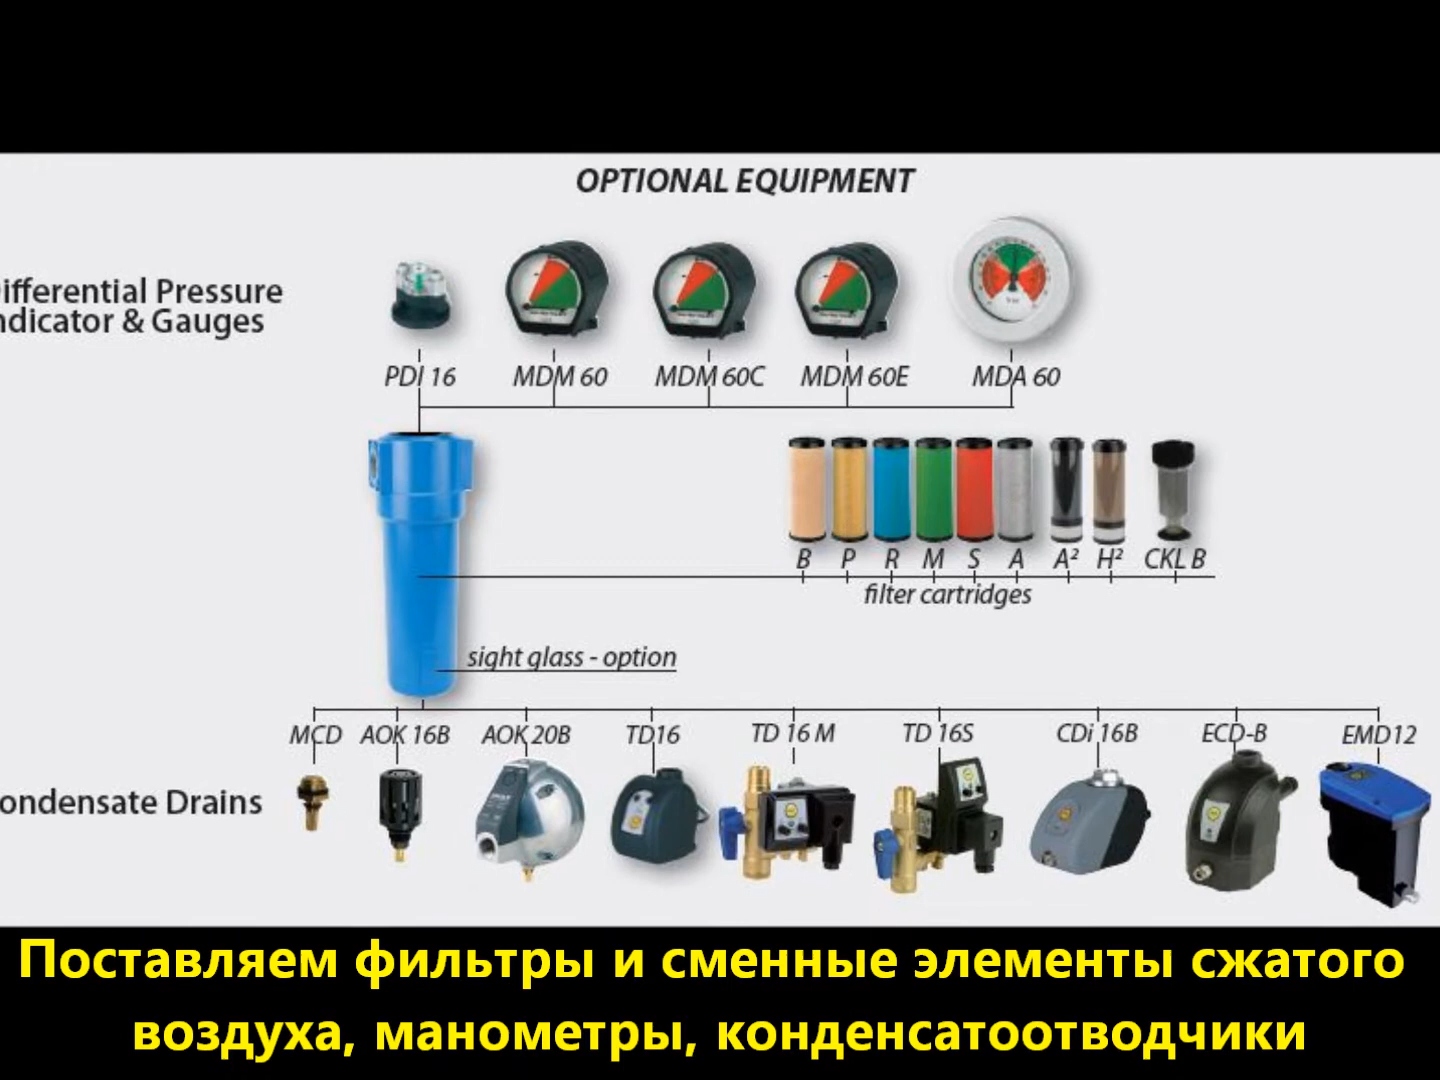 OPTIONAL EQUIPMENT
ifferential Pressure
ndicator & Gauges
PDI 16 MDM 60 MDM 60C MDM 60E MDA 60
B P R M S A A² H² CKL B
filter cartridges
sight glass - option
MCD AOK 16B AOK 20B TD16 TD 16 M TD 16S CDi 16B ECD-B EMD12
ondensate Drains
Поставляем фильтры и сменные элементы сжатого
воздуха, манометры, конденсатоотводчики